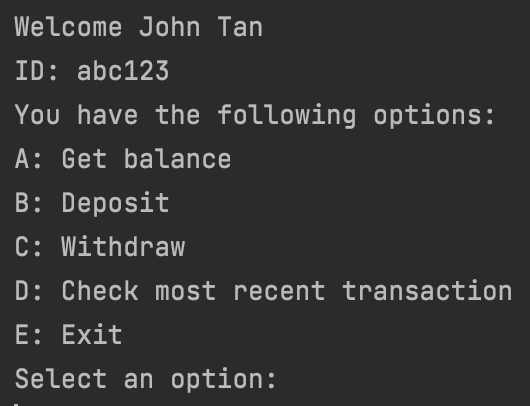 Welcome John Tan
ID: abc123
You have the following options:
A: Get balance
B: Deposit
C: Withdraw
D: Check most recent transaction
E: Exit
Select an option: